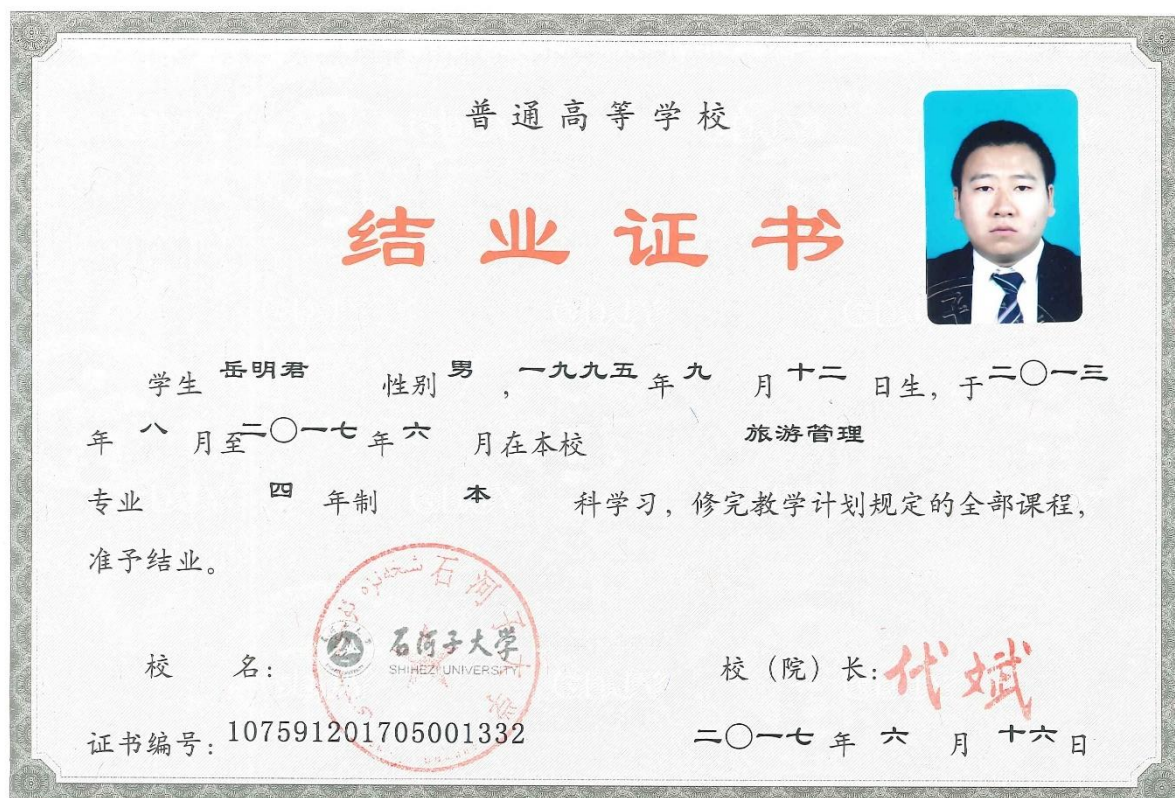 普通高等学校
结业证书
学生 岳明君 性别 男 ,一九九五 年 九 月 十二 日生, 于 二〇一三
年 八 月至 二〇一七 年 六 月在本校 旅游管理
专业 四 年制 本 科学习, 修完教学计划规定的全部课程,
准予结业。
石河子大学
校 名: 石河子大学 校(院)长: 代斌
SHIHEZI UNIVERSITY
证书编号: 107591201705001332 二〇一七 年 六 月 十六 日